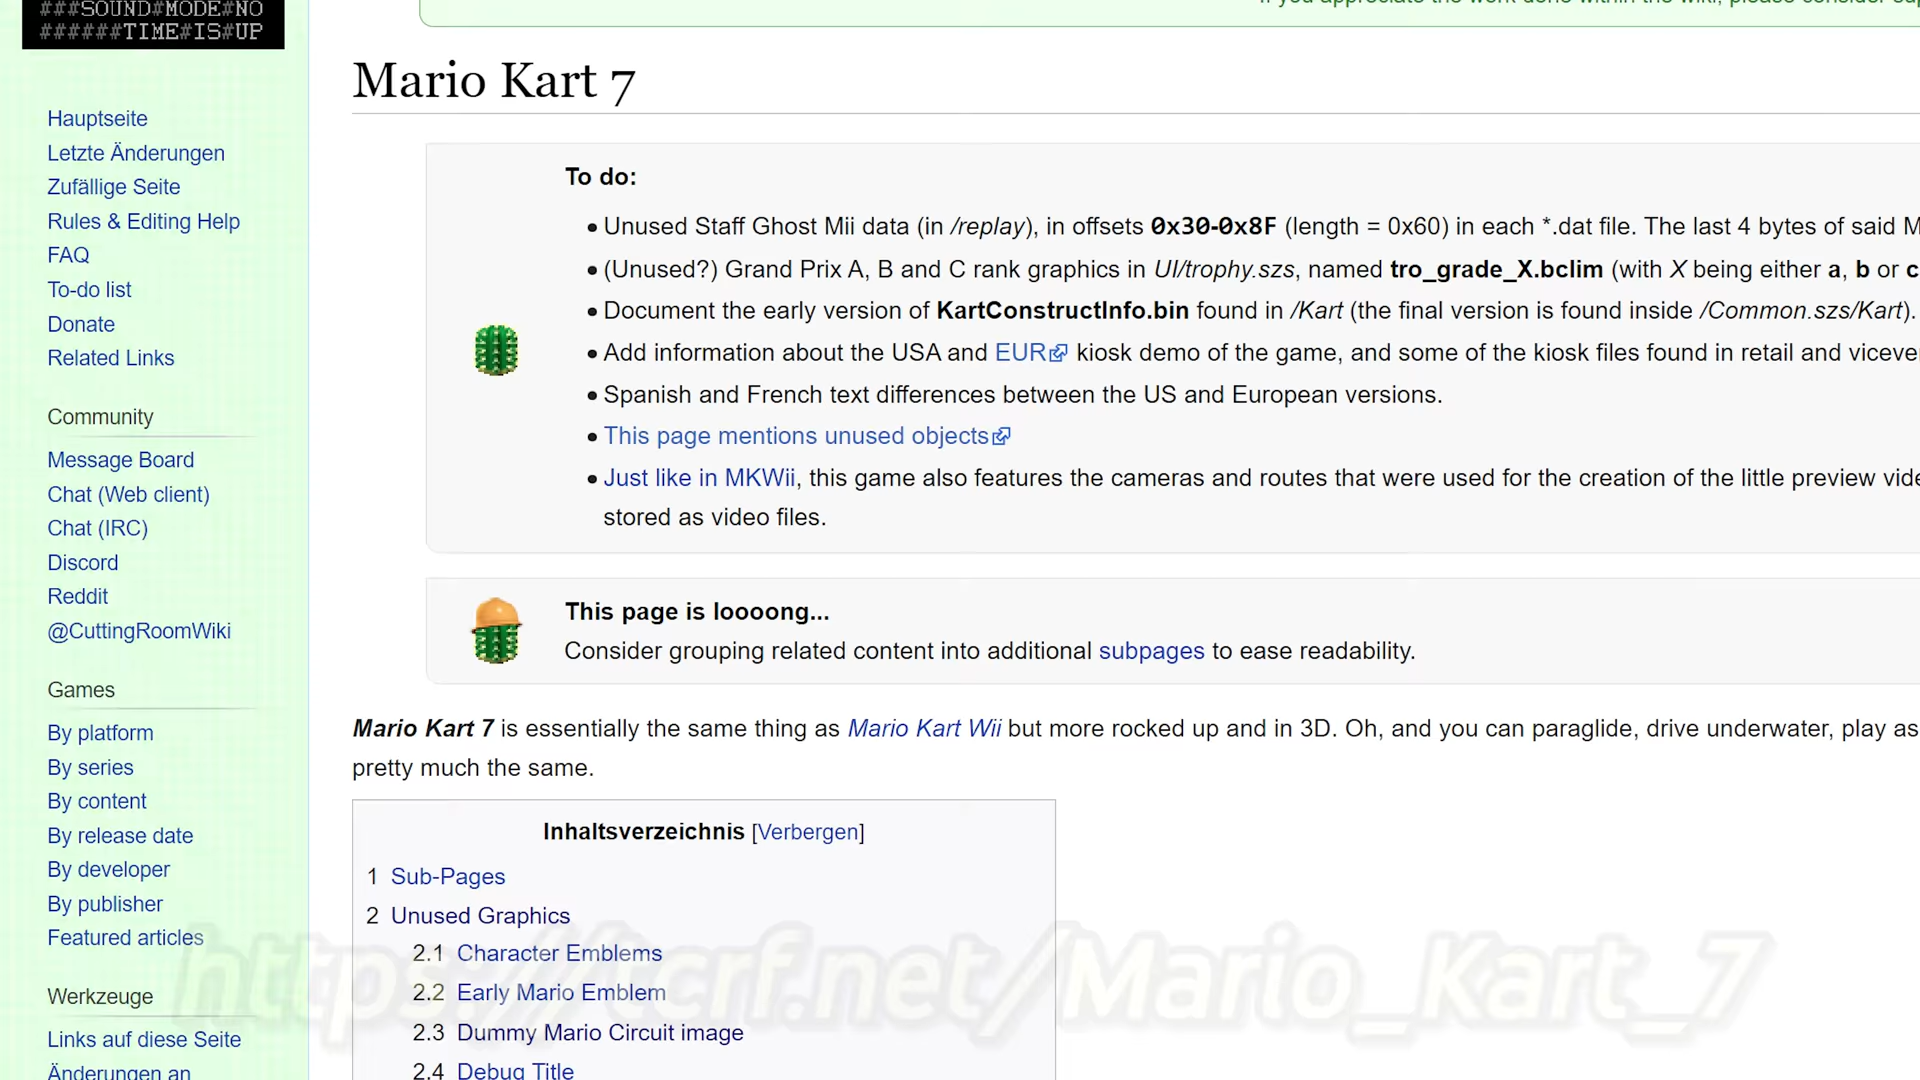 ###SOUND#MODE#NO
######TIME#IS#UP
If you appreciate the work done within the wiki, please consider
Mario Kart 7
Hauptseite
Letzte Änderungen
Zufällige Seite
Rules & Editing Help
FAQ
To-do list
Donate
Related Links
Community
Message Board
Chat (Web client)
Chat (IRC)
Discord
Reddit
@CuttingRoomWiki
Games
By platform
By series
By content
By release date
By developer
By publisher
Featured articles
Werkzeuge
Links auf diese Seite
Änderungen an
To do:
• Unused Staff Ghost Mii data (in /replay), in offsets 0x30-0x8F (length = 0x60) in each *.dat file. The last 4 bytes of said M
• (Unused?) Grand Prix A, B and C rank graphics in UI/trophy.szs, named tro_grade_X.bclim (with X being either a, b or c
• Document the early version of KartConstructInfo.bin found in /Kart (the final version is found inside /Common.szs/Kart).
• Add information about the USA and EUR kiosk demo of the game, and some of the kiosk files found in retail and viceve
• Spanish and French text differences between the US and European versions.
• This page mentions unused objects
• Just like in MKWii, this game also features the cameras and routes that were used for the creation of the little preview vide
stored as video files.
This page is loooong...
Consider grouping related content into additional subpages to ease readability.
Mario Kart 7 is essentially the same thing as Mario Kart Wii but more rocked up and in 3D. Oh, and you can paraglide, drive underwater, play as
pretty much the same.
Inhaltsverzeichnis [Verbergen]
1 Sub-Pages
2 Unused Graphics
2.1 Character Emblems
2.2 Early Mario Emblem
2.3 Dummy Mario Circuit image
2.4 Debug Title
https://tcrf.net/Mario_Kart_7